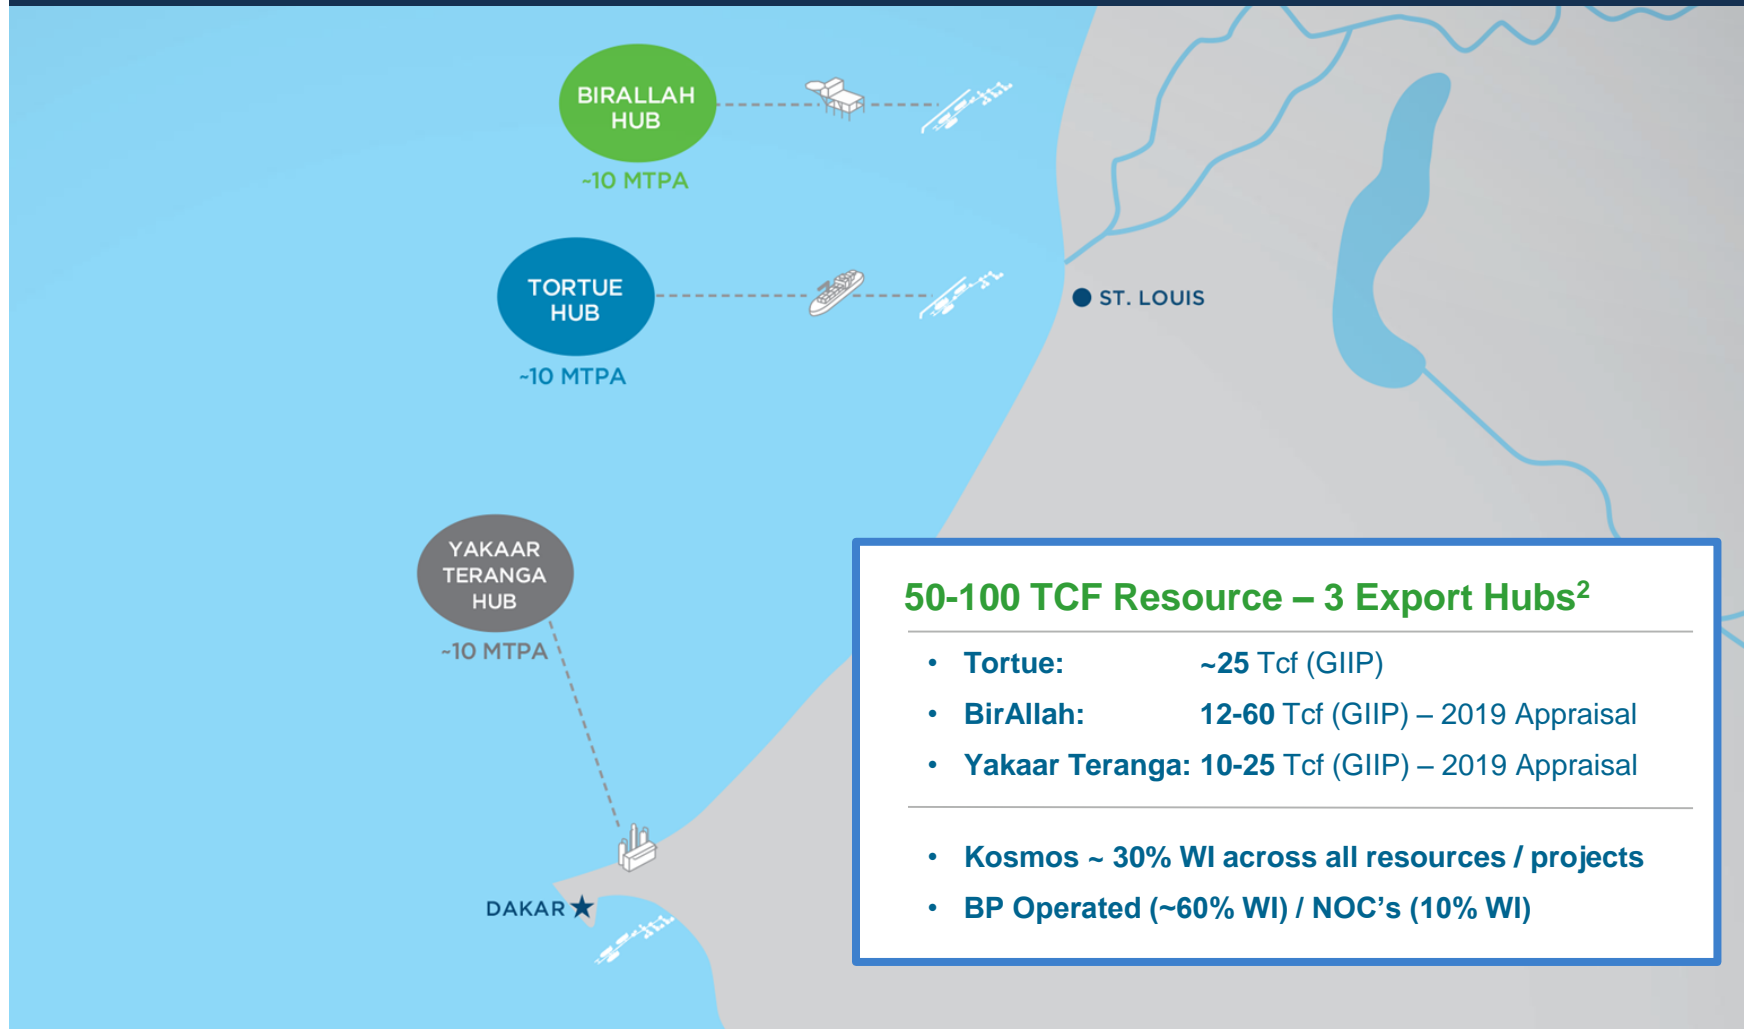 BIRALLAH
HUB
~10 MTPA
TORTUE
HUB
~10 MTPA
ST. LOUIS
YAKAAR
TERANGA
HUB
~10 MTPA
DAKAR
50-100 TCF Resource – 3 Export Hubs²
• Tortue: ~25 Tcf (GIIP)
• BirAllah: 12-60 Tcf (GIIP) – 2019 Appraisal
• Yakaar Teranga: 10-25 Tcf (GIIP) – 2019 Appraisal
• Kosmos ~ 30% WI across all resources / projects
• BP Operated (~60% WI) / NOC's (10% WI)